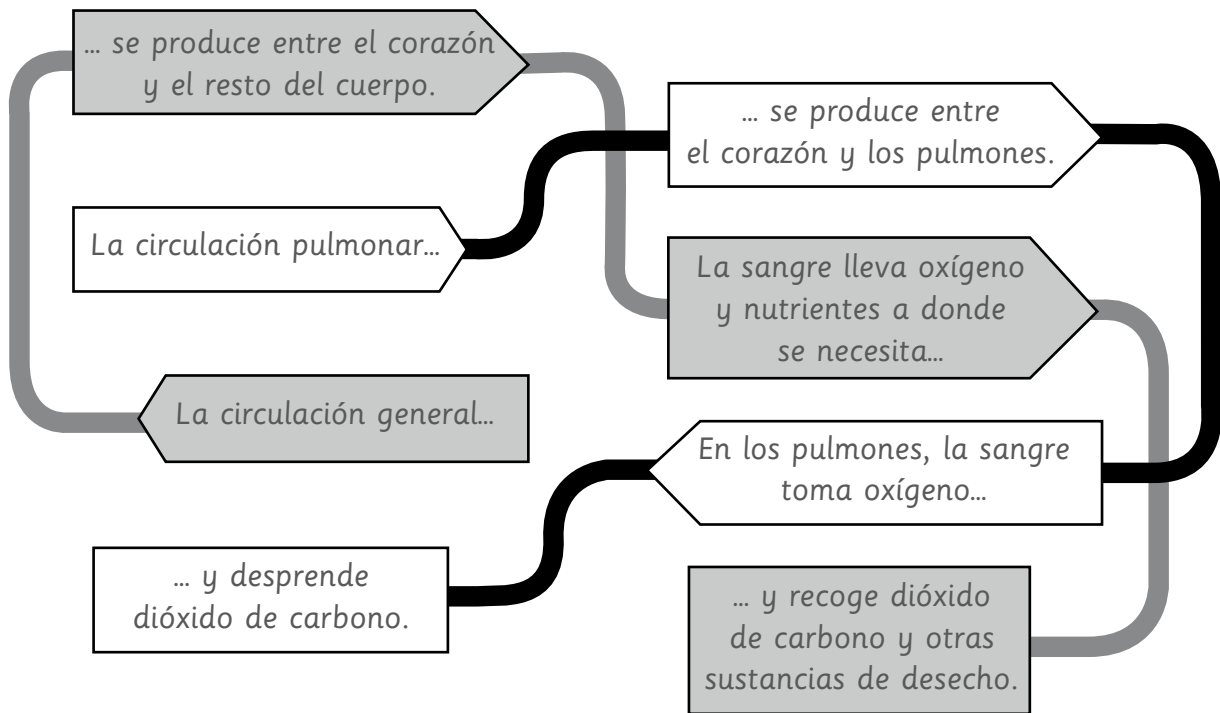 ... se produce entre el corazón
y el resto del cuerpo.
... se produce entre
el corazón y los pulmones.
La circulación pulmonar...
La sangre lleva oxígeno
y nutrientes a donde
se necesita...
La circulación general...
En los pulmones, la sangre
toma oxígeno...
... y desprende
dióxido de carbono.
... y recoge dióxido
de carbono y otras
sustancias de desecho.